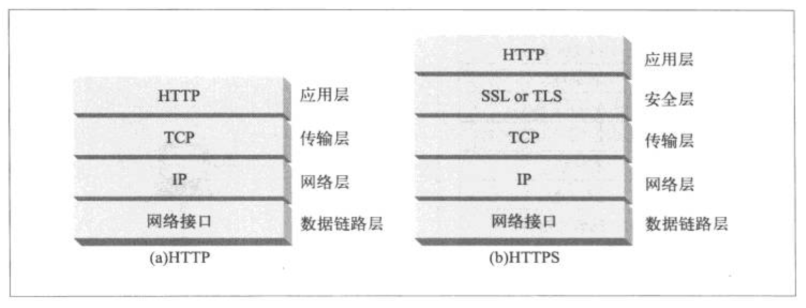 HTTP 应用层
TCP 传输层
IP 网络层
网络接口 数据链路层
(a)HTTP
HTTP 应用层
SSL or TLS 安全层
TCP 传输层
IP 网络层
网络接口 数据链路层
(b)HTTPS